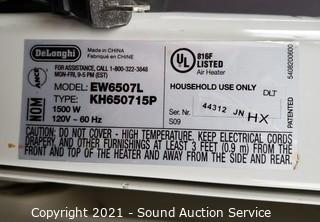 DeLonghi
Made in China
FOR ASSISTANCE, CALL 1-800-322-3848
MON-FRI, 9-5 PM (EST)
ANCE
NOM
MODEL: EW6507L
TYPE: KH650715P
1500 W
120V ~ 60 Hz
UL
LISTED
816F
Air Heater
HOUSEHOLD USE ONLY
DLT
Ser. Nr.
44312 JN HX
S09
5408200600
PATENTED
CAUTION: DO NOT COVER - HIGH TEMPERATURE, KEEP ELECTRICAL CORDS,
DRAPERY AND OTHER FURNISHINGS AT LEAST 3 FEET (0.9 m) FROM THE
FRONT AND TOP OF THE HEATER AND AWAY FROM THE SIDE AND REAR.
Copyright 2021 - Sound Auction Service